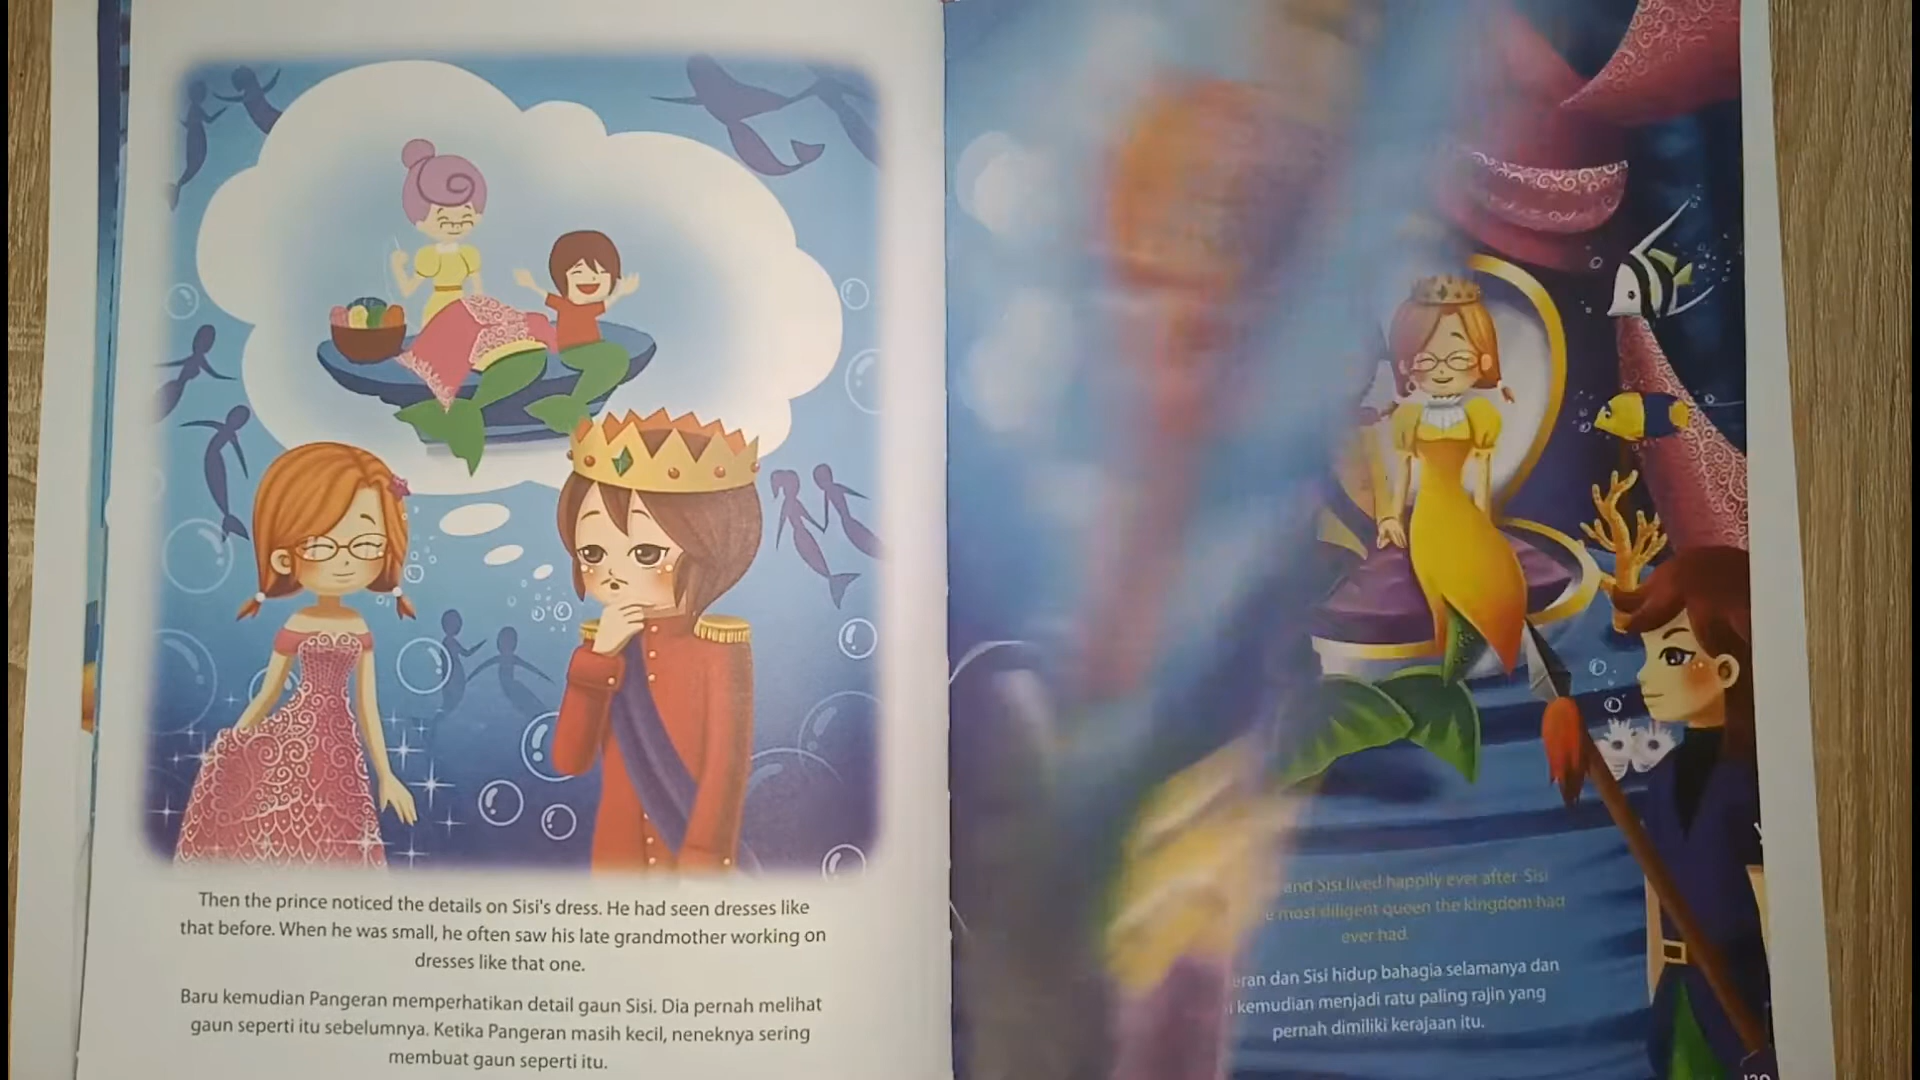 Then the prince noticed the details on Sisi's dress. He had seen dresses like
that before. When he was small, he often saw his late grandmother working on
dresses like that one.
Baru kemudian Pangeran memperhatikan detail gaun Sisi. Dia pernah melihat
gaun seperti itu sebelumnya. Ketika Pangeran masih kecil, neneknya sering
membuat gaun seperti itu.
and Sisi lived happily ever after. Sisi
most diligent queen the kingdom had
ever had.
dan Sisi hidup bahagia selamanya dan
kemudian menjadi ratu paling rajin yang
pernah dimiliki kerajaan itu.